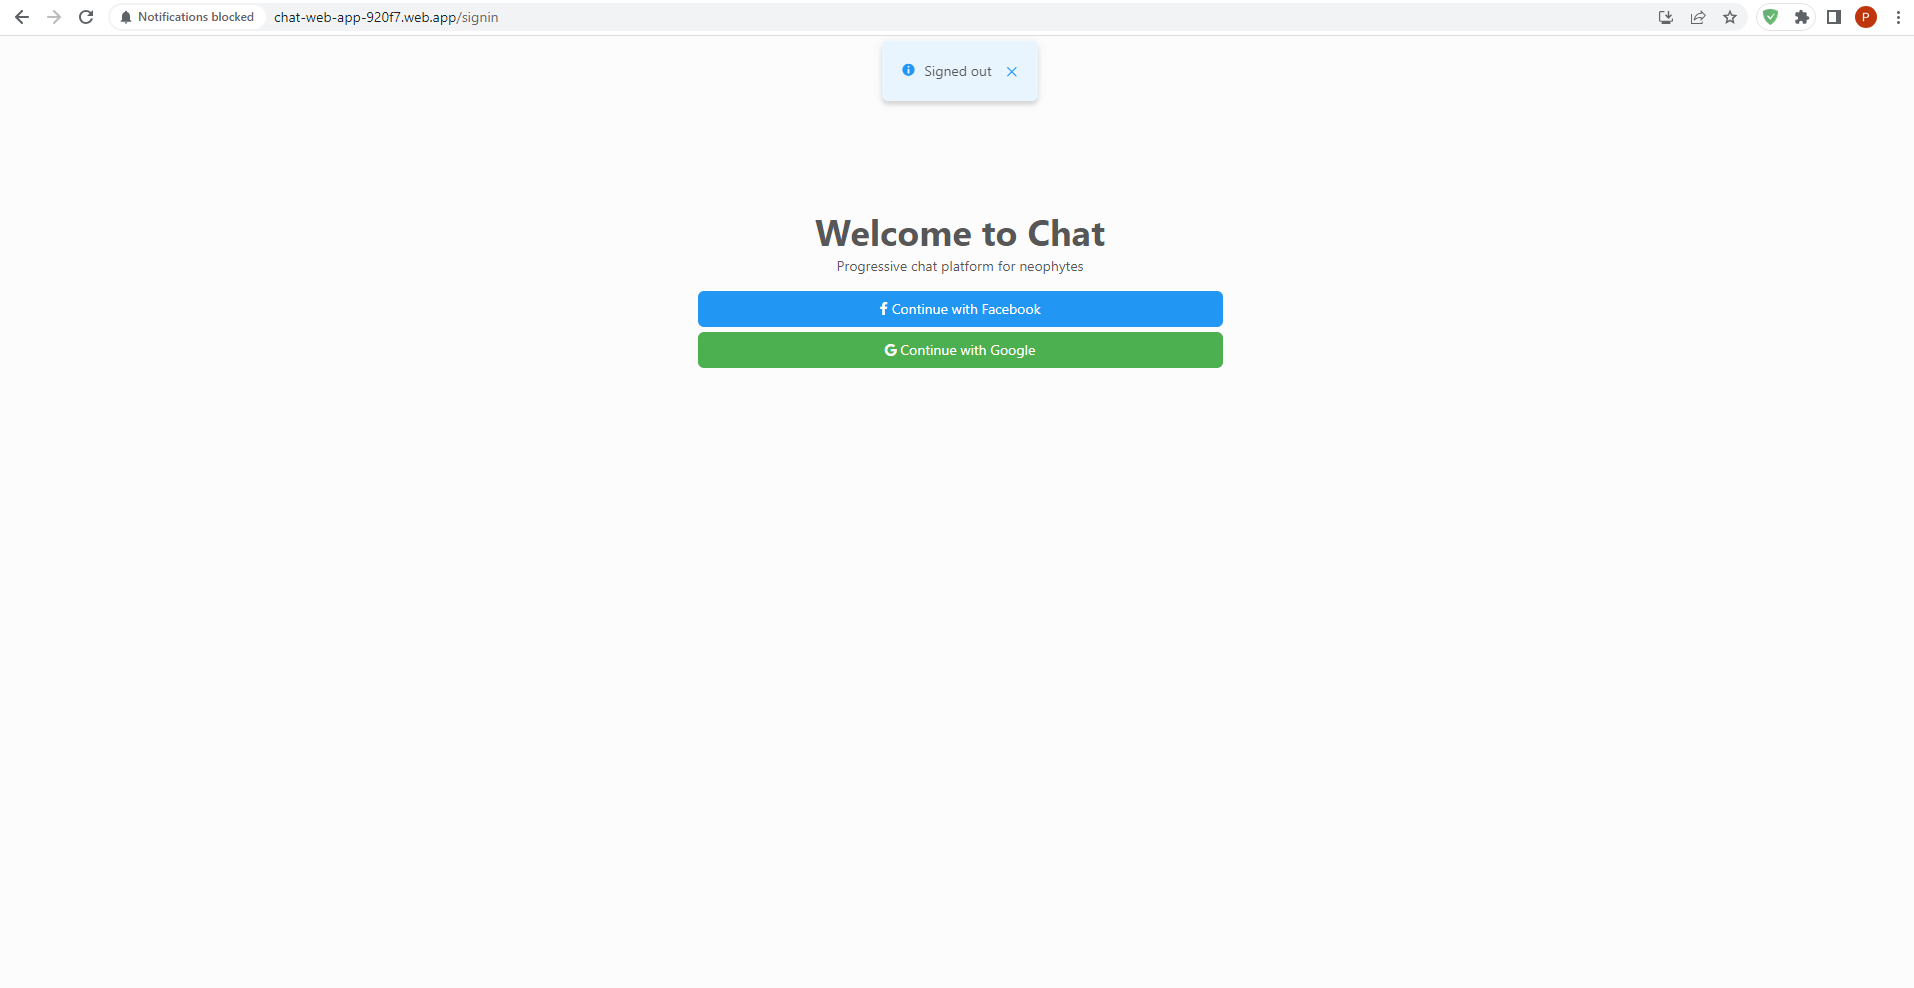 Notifications blocked
chat-web-app-920f7.web.app/signin
P
Signed out
Welcome to Chat
Progressive chat platform for neophytes
Continue with Facebook
Continue with Google